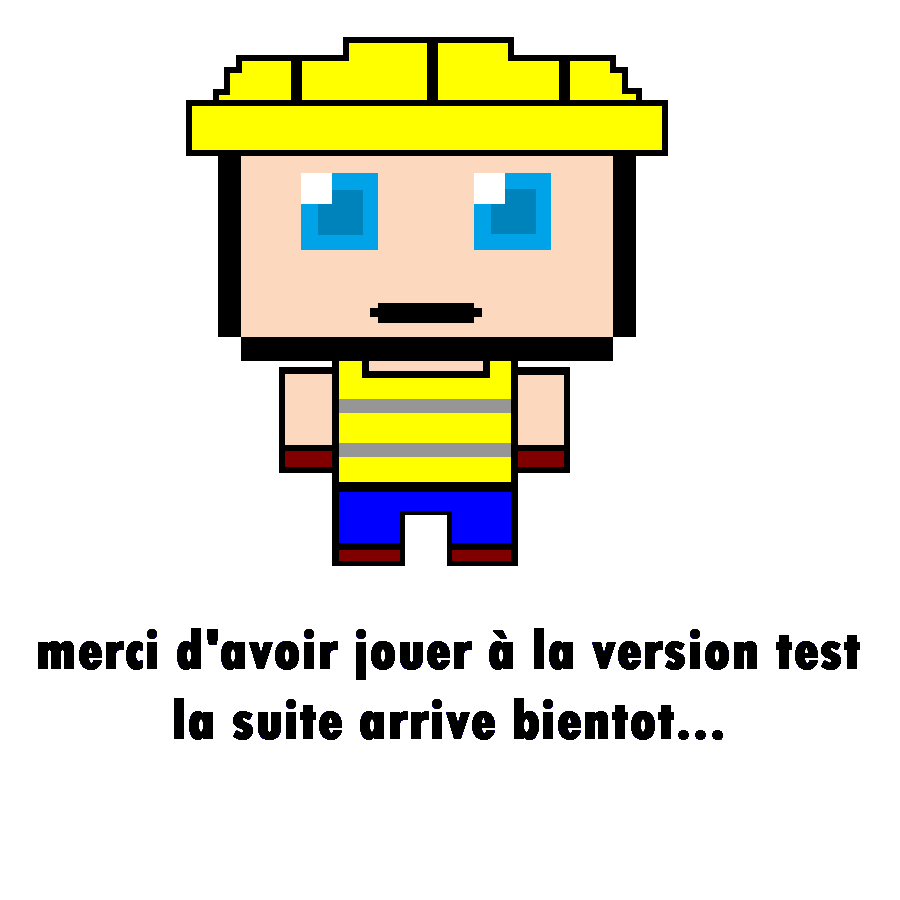 merci d'avoir jouer à la version test
la suite arrive bientot...